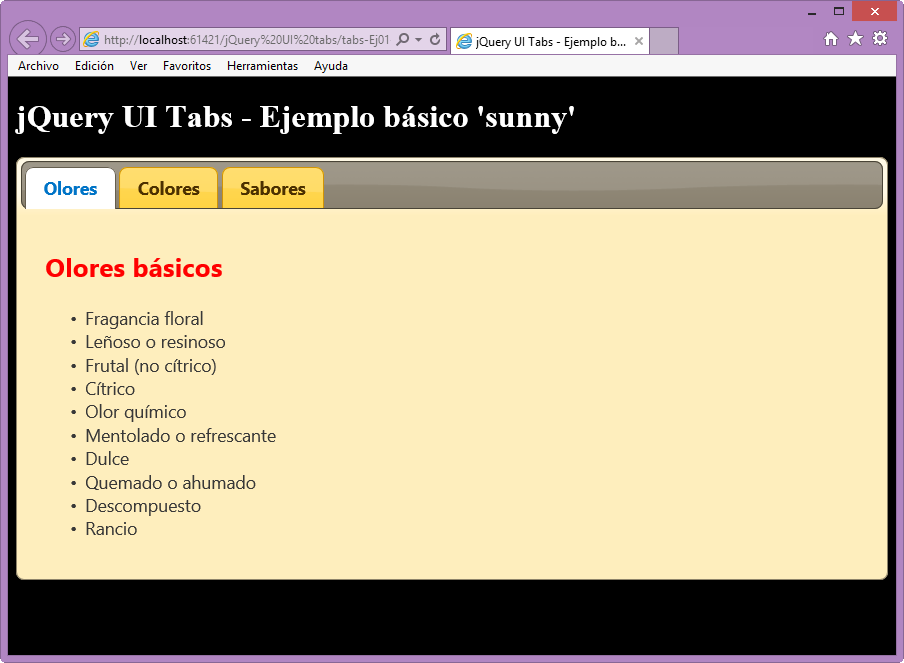 http://localhost:61421/jQuery%20UI%20tabs/tabs-Ej01
jQuery UI Tabs - Ejemplo b...
Archivo Edición Ver Favoritos Herramientas Ayuda
jQuery UI Tabs - Ejemplo básico 'sunny'
Olores Colores Sabores
Olores básicos
• Fragancia floral
• Leñoso o resinoso
• Frutal (no cítrico)
• Cítrico
• Olor químico
• Mentolado o refrescante
• Dulce
• Quemado o ahumado
• Descompuesto
• Rancio